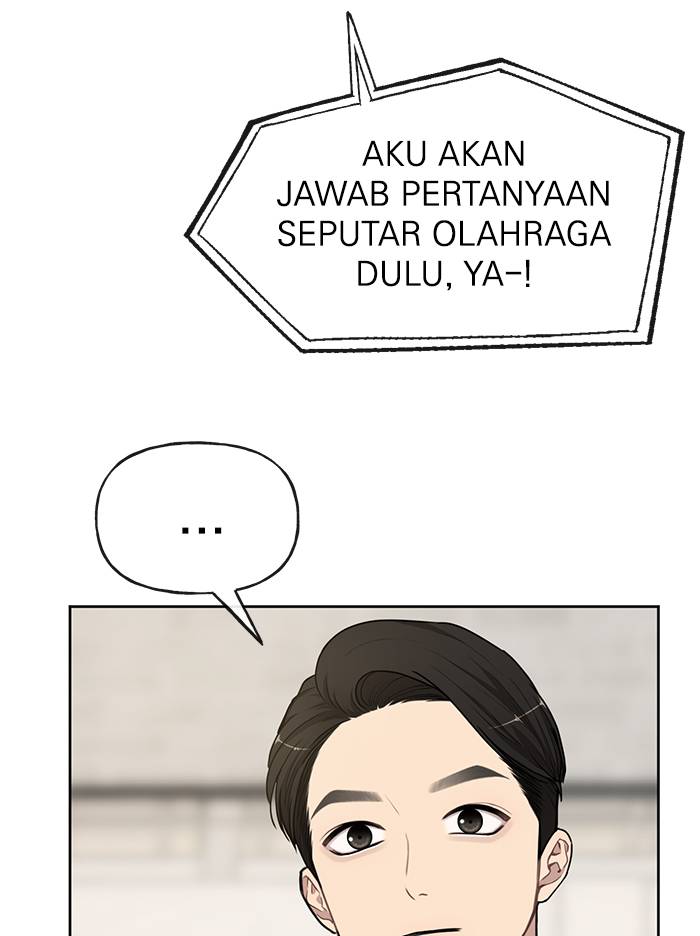 AKU AKAN
JAWAB PERTANYAAN
SEPUTAR OLAHRAGA
DULU, YA-!
...